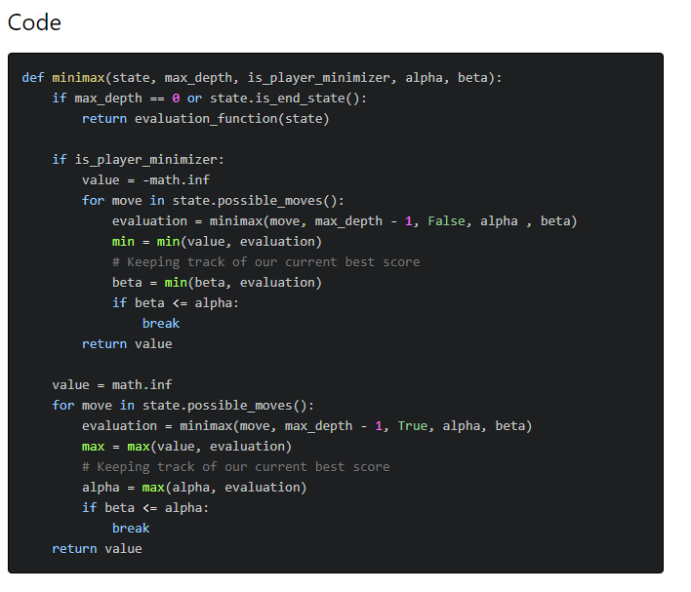 Code
def minimax(state, max_depth, is_player_minimizer, alpha, beta):
    if max_depth == 0 or state.is_end_state():
        return evaluation_function(state)

    if is_player_minimizer:
        value = -math.inf
        for move in state.possible_moves():
            evaluation = minimax(move, max_depth - 1, False, alpha , beta)
            min = min(value, evaluation)
            # Keeping track of our current best score
            beta = min(beta, evaluation)
            if beta <= alpha:
                break
        return value

    value = math.inf
    for move in state.possible_moves():
        evaluation = minimax(move, max_depth - 1, True, alpha, beta)
        max = max(value, evaluation)
        # Keeping track of our current best score
        alpha = max(alpha, evaluation)
        if beta <= alpha:
            break
    return value